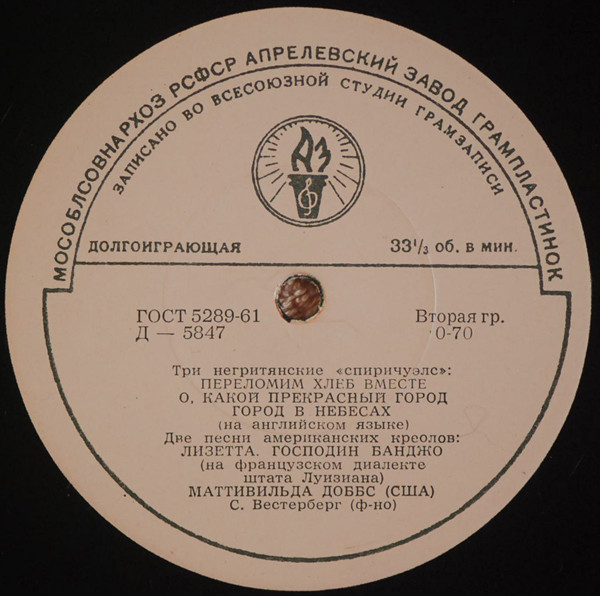 МОСОБЛСОВНАРХОЗ РСФСР АПРЕЛЕВСКИЙ ЗАВОД ГРАМПЛАСТИНОК
ЗАПИСАНО ВО ВСЕСОЮЗНОЙ СТУДИИ ГРАМЗАПИСИ
АЗ
ДОЛГОИГРАЮЩАЯ 33⅓ об. в мин.
ГОСТ 5289-61 Вторая гр.
Д — 5847 0-70
Три негритянские «спиричуэлс»:
ПЕРЕЛОМИМ ХЛЕБ ВМЕСТЕ
О, КАКОЙ ПРЕКРАСНЫЙ ГОРОД
ГОРОД В НЕБЕСАХ
(на английском языке)
Две песни американских креолов:
ЛИЗЕТТА. ГОСПОДИН БАНДЖО
(на французском диалекте
штата Луизиана)
МАТТИВИЛЬДА ДОББС (США)
С. Вестерберг (ф-но)